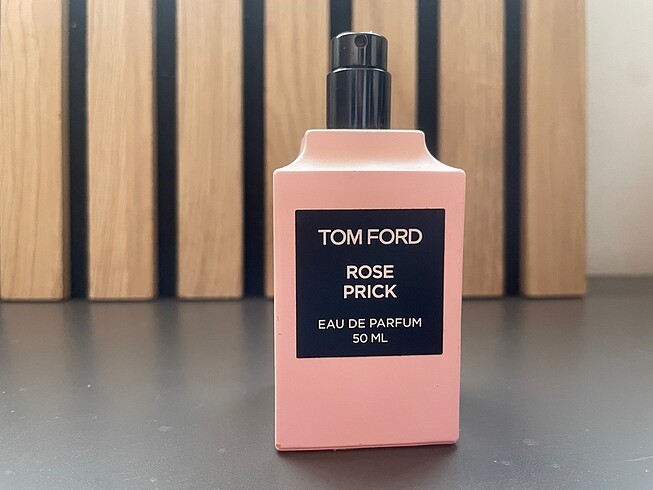 TOM FORD
ROSE
PRICK
EAU DE PARFUM
50 ML